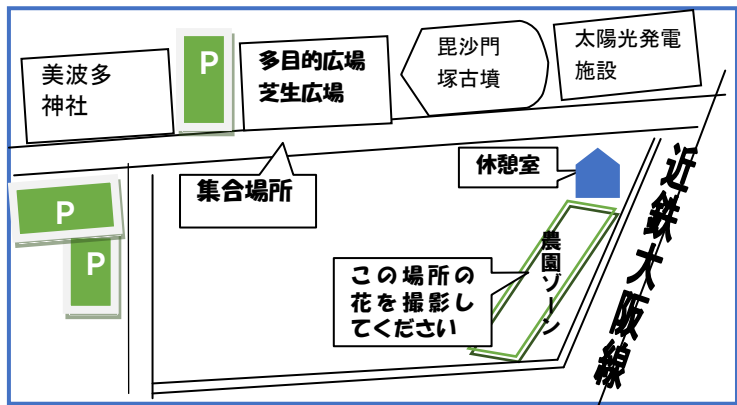 美波多
神社
P
多目的広場
芝生広場
毘沙門
塚古墳
太陽光発電
施設
集合場所
休憩室
P
P
農園ゾーン
この場所の
花を撮影し
てください
近鉄大阪線